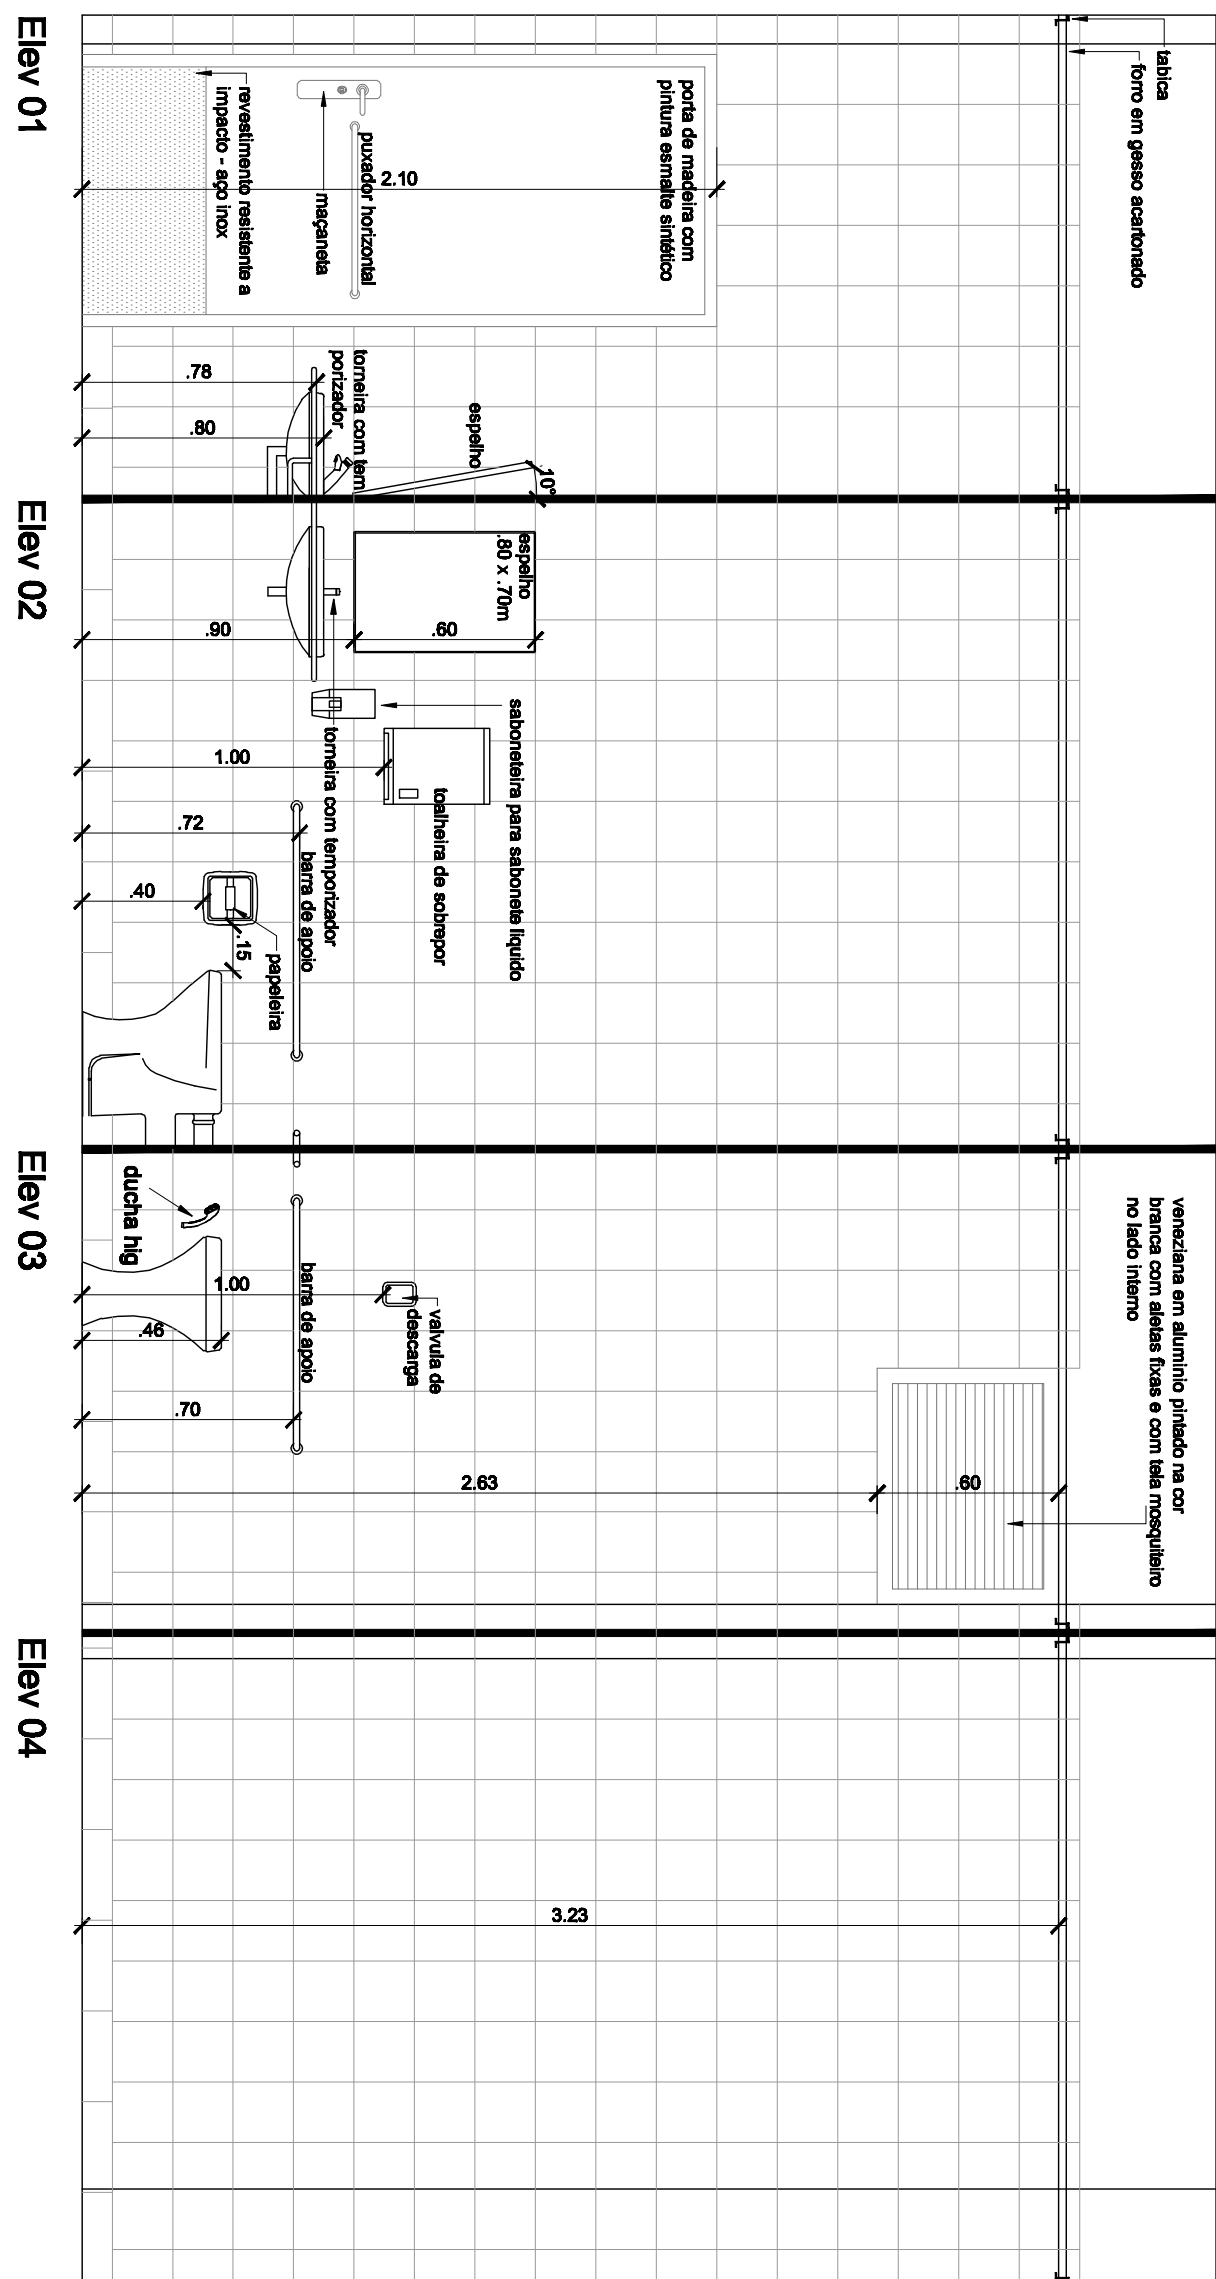 Elev 01
tabica
forro em gesso acartonado
porta de madeira com
pintura esmalte sintético
puxador horizontal
maçaneta
revestimento resistente a
impacto - aço inox
2.10
.78
.80
torneira com tem
porizador
espelho
10°
Elev 02
espelho
.80 x .70m
.90
.60
saboneteira para sabonete liquido
torneira com temporizador
toalheira de sobrepor
1.00
.72
barra de apoio
.40
.15
papeleira
Elev 03
ducha hig
1.00
.46
barra de apoio
valvula de
descarga
.70
2.63
.60
veneziana em aluminio pintado na cor
branca com aletas fixas e com tela mosquiteiro
no lado interno
Elev 04
3.23